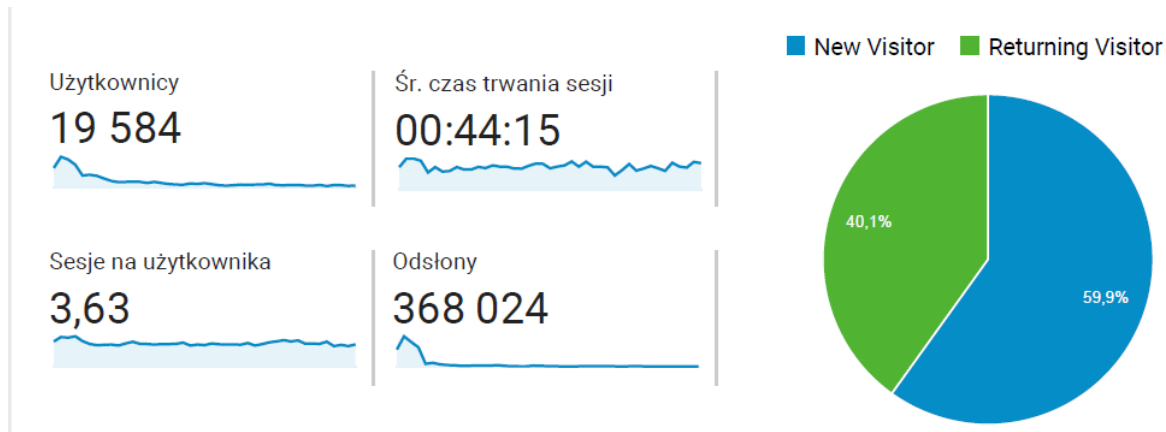 New Visitor
Returning Visitor
Użytkownicy
19 584
Śr. czas trwania sesji
00:44:15
Sesje na użytkownika
3,63
Odsłony
368 024
40,1%
59,9%